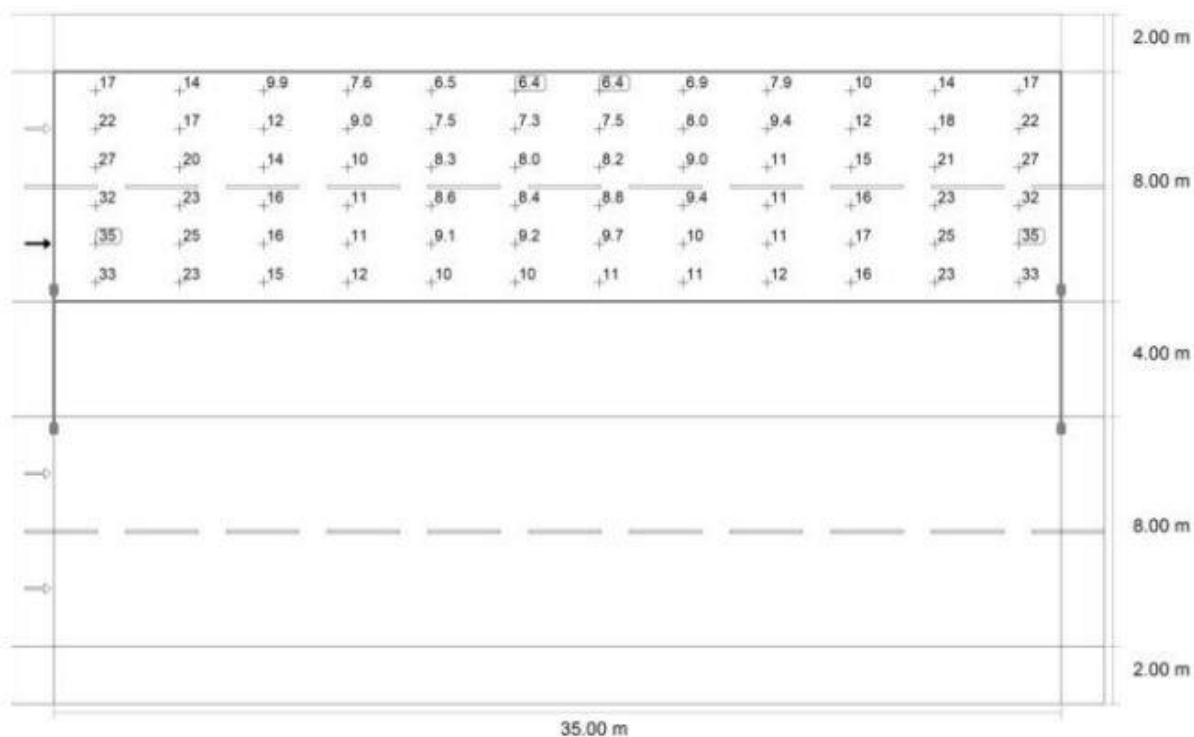 2.00 m
17 14 9.9 7.6 6.5 6.4 6.4 6.9 7.9 10 14 17
22 17 12 9.0 7.5 7.3 7.5 8.0 9.4 12 18 22
27 20 14 10 8.3 8.0 8.2 9.0 11 15 21 27
8.00 m
32 23 16 11 8.6 8.4 8.8 9.4 11 16 23 32
35 25 16 11 9.1 9.2 9.7 10 11 17 25 35
33 23 15 12 10 10 11 11 12 16 23 33
4.00 m
8.00 m
2.00 m
35.00 m